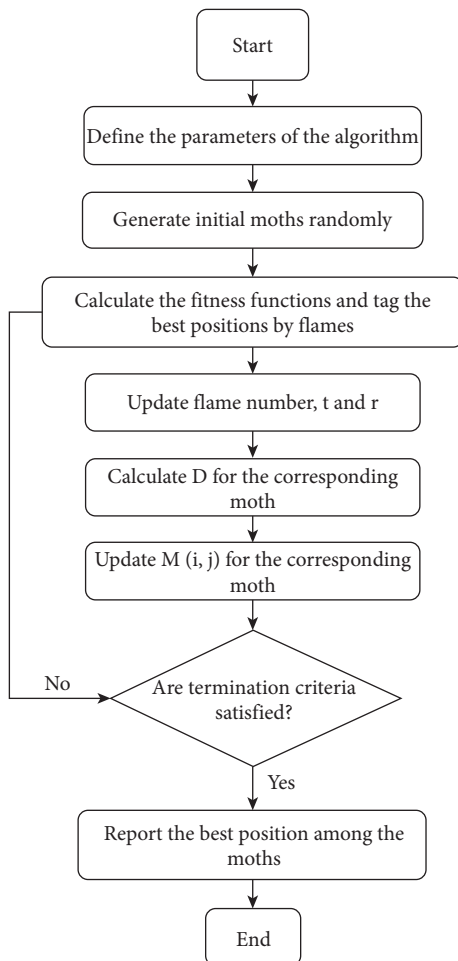 Start
Define the parameters of the algorithm
Generate initial moths randomly
Calculate the fitness functions and tag the
best positions by flames
Update flame number, t and r
Calculate D for the corresponding
moth
Update M (i, j) for the corresponding
moth
No
Are termination criteria
satisfied?
Yes
Report the best position among the
moths
End